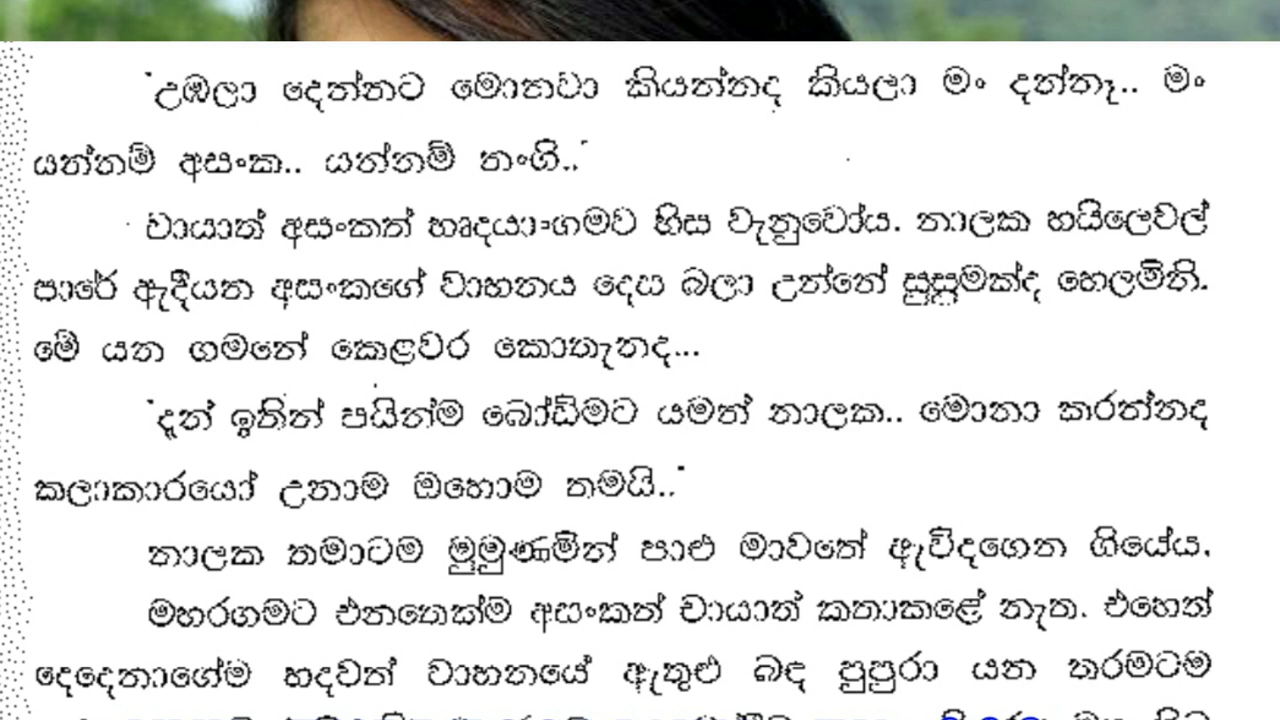 'උඹලා දෙන්නට මොනවා කියන්නද කියලා මං දන්නෑ.. මං
යන්නම් අසංක.. යන්නම් නංගි..'
චායාත් අසංකත් හෘදයාංගමව හිස වැනුවෝය. නාලක හයිලෙවල්
පාරේ ඇදීයන අසංකගේ වාහනය දෙස බලා උන්නේ සුසුමක්ද හෙලමිනි.
මේ යන ගමනේ කෙළවර කොතැනද...
'දැන් ඉතින් පයින්ම බෝඩිමට යමන් නාලක.. මොනා කරන්නද
කලාකාරයෝ උනාම ඔහොම තමයි..'
නාලක තමාටම මුමුණමින් පාළු මාවතේ ඇවිදගෙන ගියේය.
මහරගමට එනතෙක්ම අසංකත් චායාත් කතාකළේ නැත. එහෙත්
දෙදෙනාගේම හදවත් වාහනයේ ඇතුළු බඳ පුපුරා යන තරමටම